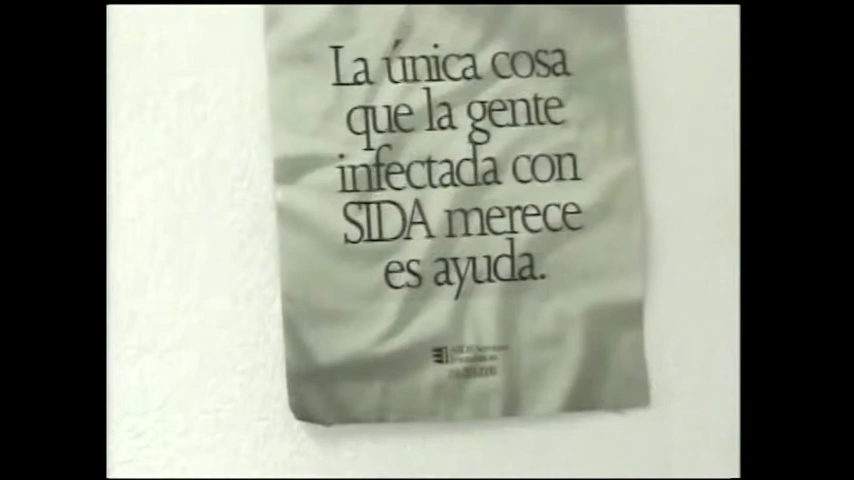 La única cosa
que la gente
infectada con
SIDA merece
es ayuda.